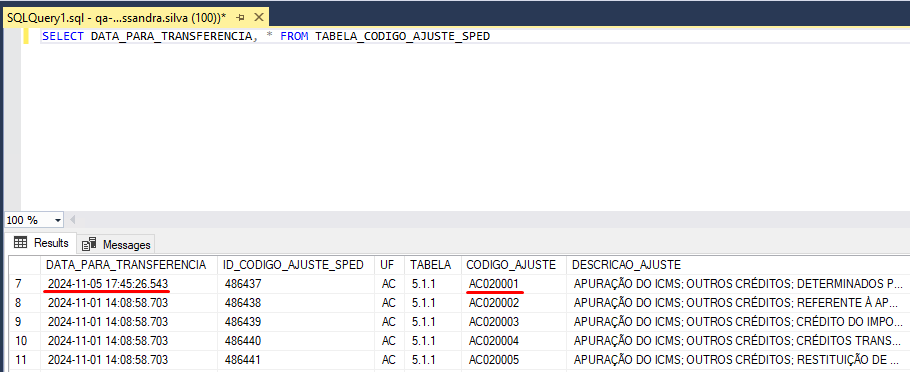 SQLQuery1.sql - qa-...ssandra.silva (100))*
SELECT DATA_PARA_TRANSFERENCIA, * FROM TABELA_CODIGO_AJUSTE_SPED
100 %
Results Messages
DATA_PARA_TRANSFERENCIA ID_CODIGO_AJUSTE_SPED UF TABELA CODIGO_AJUSTE DESCRICAO_AJUSTE
7 2024-11-05 17:45:26.543 486437 AC 5.1.1 AC020001 APURAÇÃO DO ICMS; OUTROS CRÉDITOS; DETERMINADOS P...
8 2024-11-01 14:08:58.703 486438 AC 5.1.1 AC020002 APURAÇÃO DO ICMS; OUTROS CRÉDITOS; REFERENTE À AP...
9 2024-11-01 14:08:58.703 486439 AC 5.1.1 AC020003 APURAÇÃO DO ICMS; OUTROS CRÉDITOS; CRÉDITO DO IMPO...
10 2024-11-01 14:08:58.703 486440 AC 5.1.1 AC020004 APURAÇÃO DO ICMS; OUTROS CRÉDITOS; CRÉDITOS TRANS...
11 2024-11-01 14:08:58.703 486441 AC 5.1.1 AC020005 APURAÇÃO DO ICMS; OUTROS CRÉDITOS; RESTITUIÇÃO DE ...